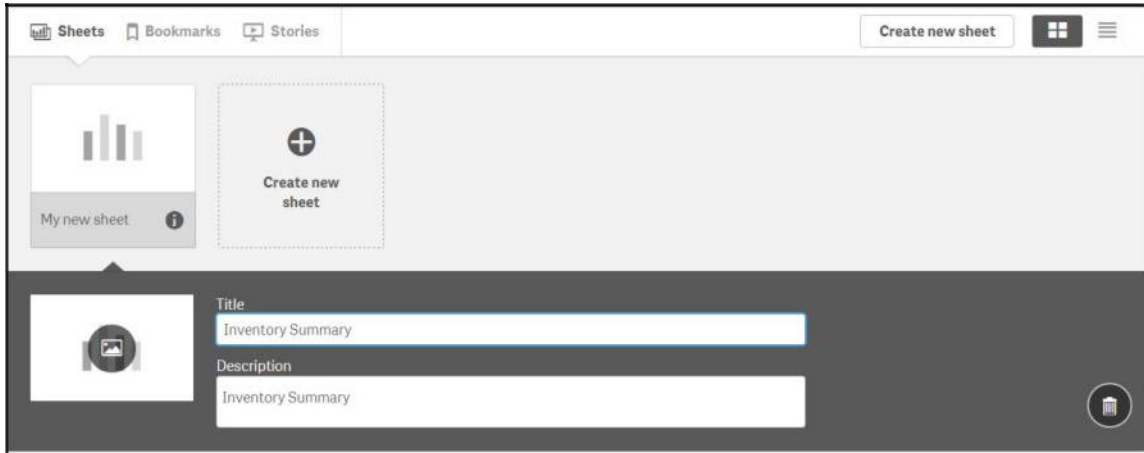 Sheets Bookmarks Stories Create new sheet
Create new
sheet
My new sheet
Title
Inventory Summary
Description
Inventory Summary